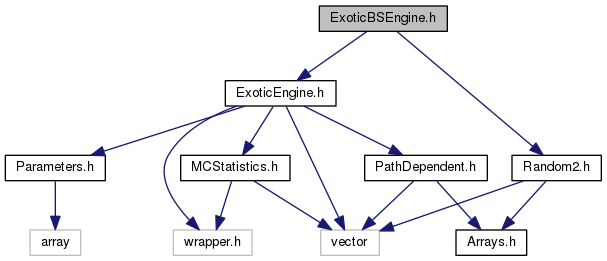 ExoticBSEngine.h
ExoticEngine.h
Parameters.h
MCStatistics.h
PathDependent.h
Random2.h
array
wrapper.h
vector
Arrays.h